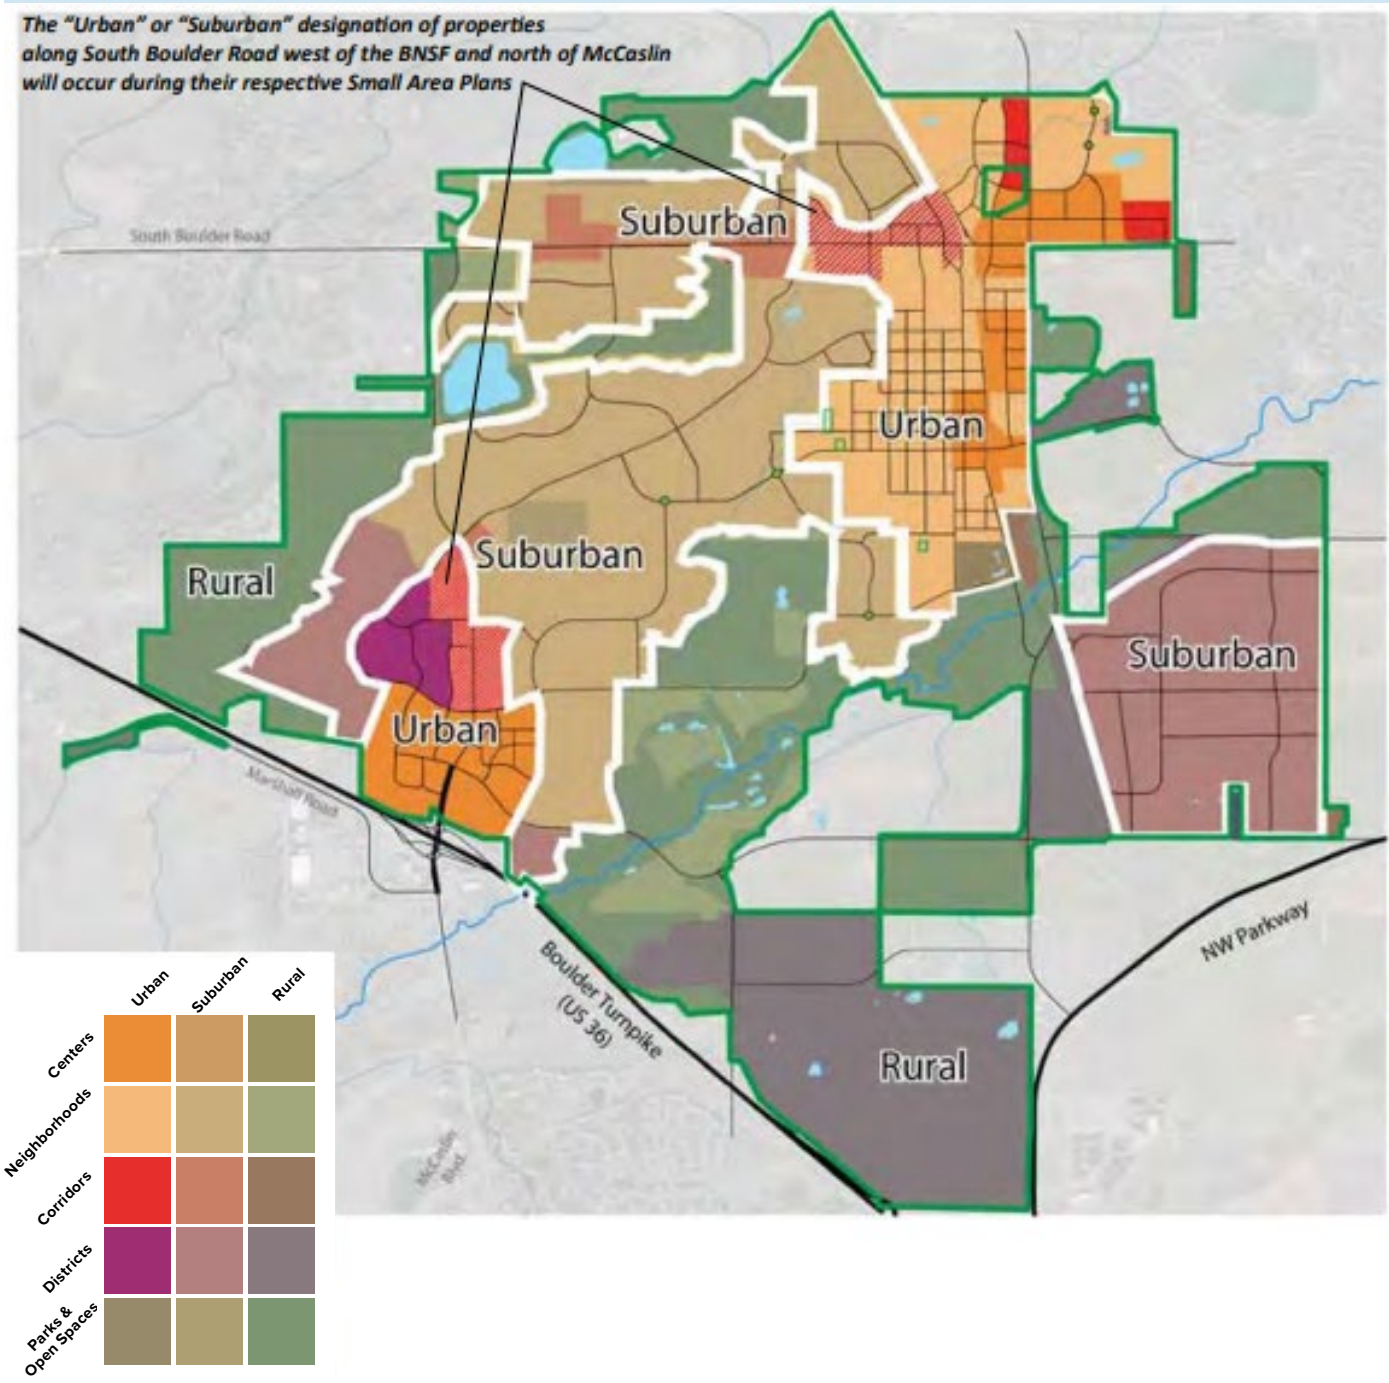 The “Urban” or “Suburban” designation of properties
along South Boulder Road west of the BNSF and north of McCaslin
will occur during their respective Small Area Plans
South Boulder Road
Suburban
Urban
Suburban
Rural
Suburban
Urban
Marshall Road
Boulder Turnpike
(US 36)
NW Parkway
Rural
McCaslin
Blvd.
Urban
Suburban
Rural
Centers
Neighborhoods
Corridors
Districts
Parks &
Open Spaces